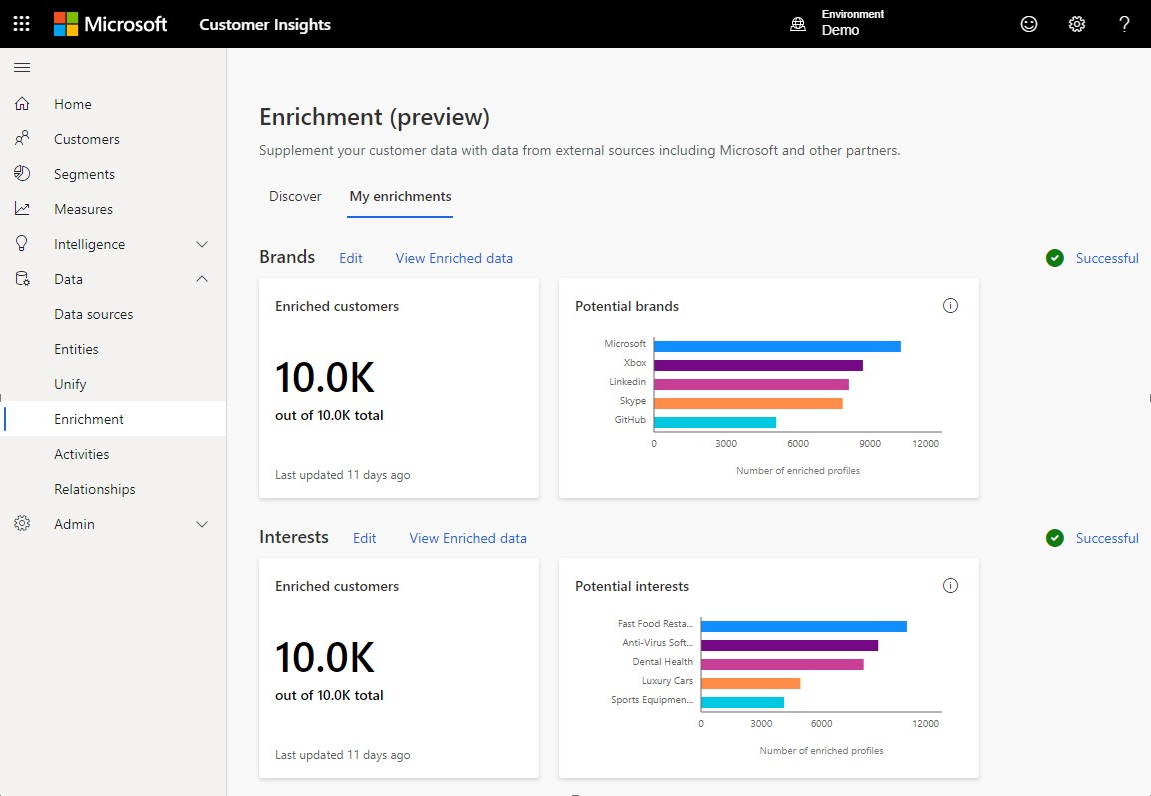 Microsoft Customer Insights Environment
Demo ?
Home
Customers
Segments
Measures
Intelligence
Data
Data sources
Entities
Unify
Enrichment
Activities
Relationships
Admin
Enrichment (preview)
Supplement your customer data with data from external sources including Microsoft and other partners.
Discover My enrichments
Brands Edit View Enriched data Successful
Enriched customers
10.0K
out of 10.0K total
Last updated 11 days ago
Potential brands
Microsoft
Xbox
Linkedin
Skype
GitHub
0 3000 6000 9000 12000
Number of enriched profiles
Interests Edit View Enriched data Successful
Enriched customers
10.0K
out of 10.0K total
Last updated 11 days ago
Potential interests
Fast Food Resta...
Anti-Virus Soft...
Dental Health
Luxury Cars
Sports Equipmen...
0 3000 6000 12000
Number of enriched profiles